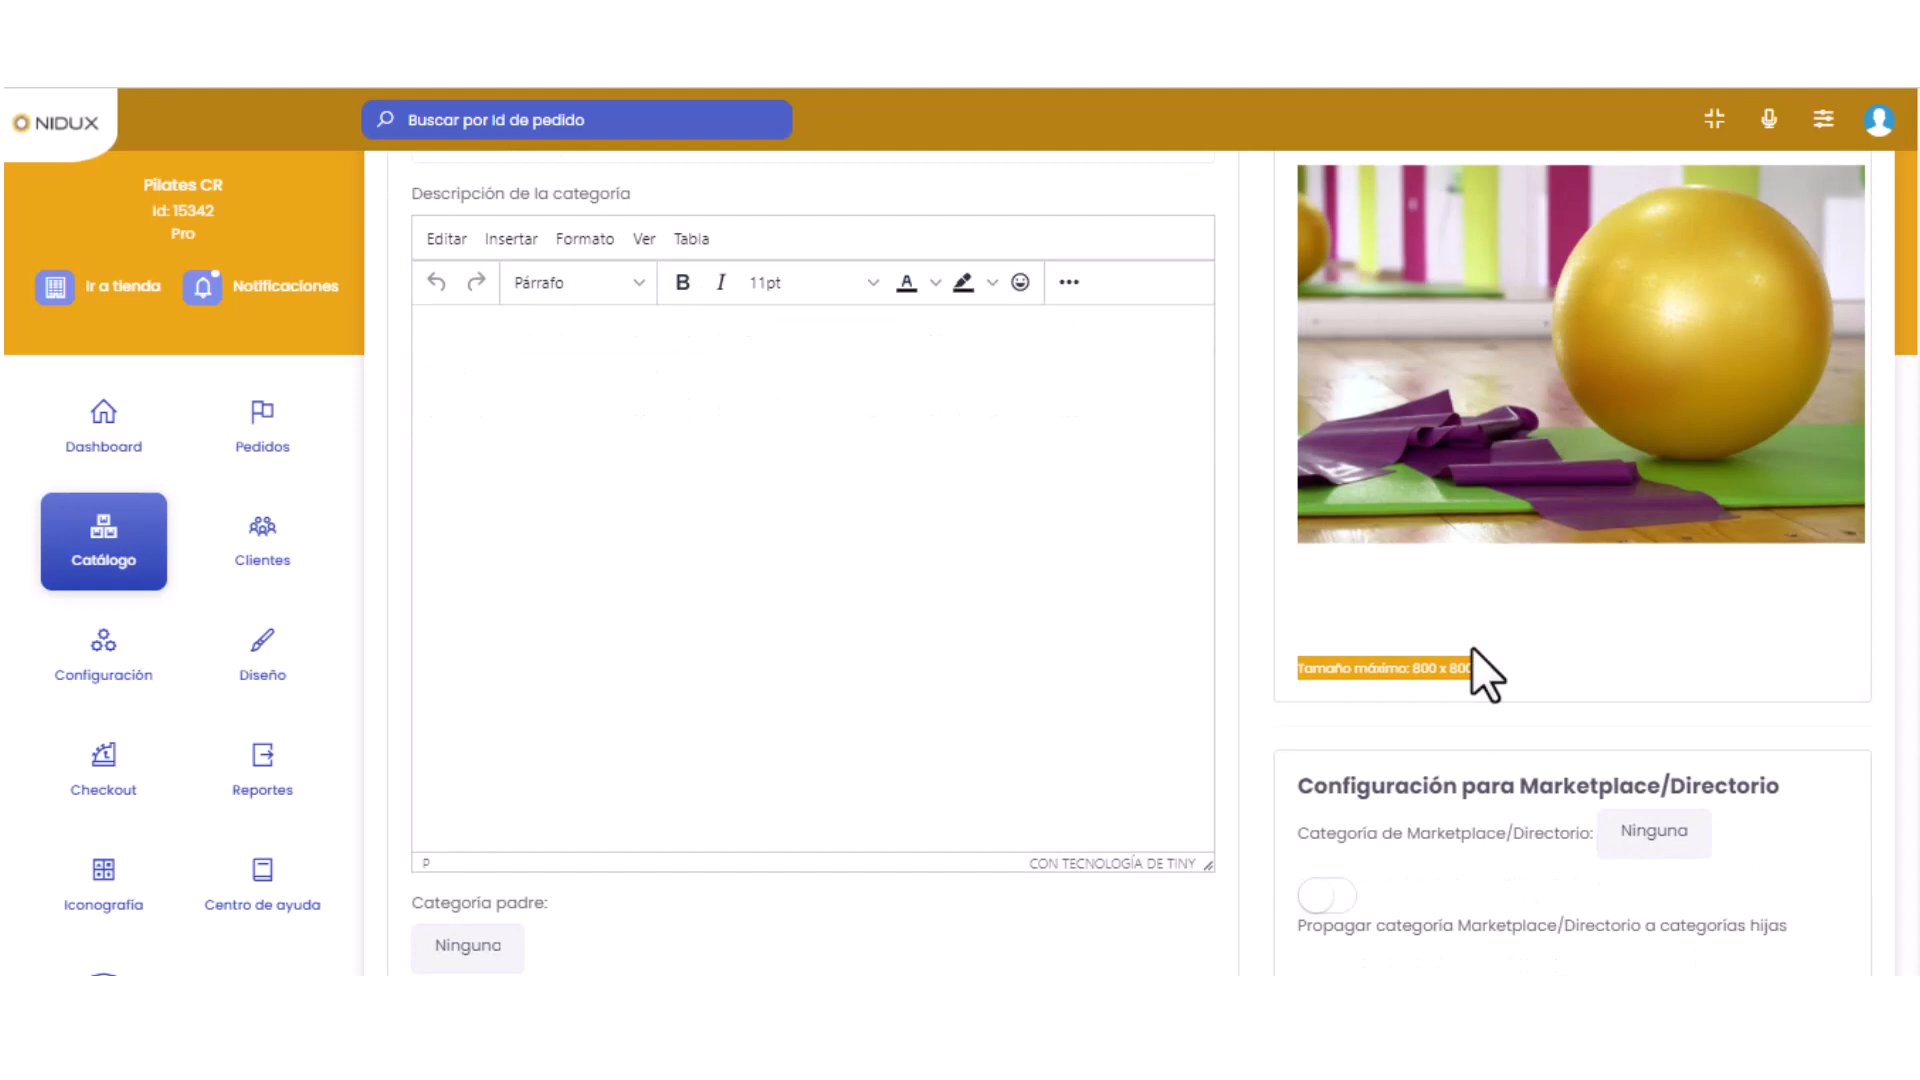 NIDUX
Buscar por id de pedido
Pilates CR
Id: 15342
Pro
Ir a tienda
Notificaciones
Dashboard
Pedidos
Catálogo
Clientes
Configuración
Diseño
Checkout
Reportes
Iconografía
Centro de ayuda
Descripción de la categoría
Editar Insertar Formato Ver Tabla
Párrafo B I 11pt A
P
CON TECNOLOGÍA DE TINY
Categoría padre:
Ninguna
Tamaño máximo: 800 x 800
Configuración para Marketplace/Directorio
Categoría de Marketplace/Directorio: Ninguna
Propagar categoría Marketplace/Directorio a categorías hijas